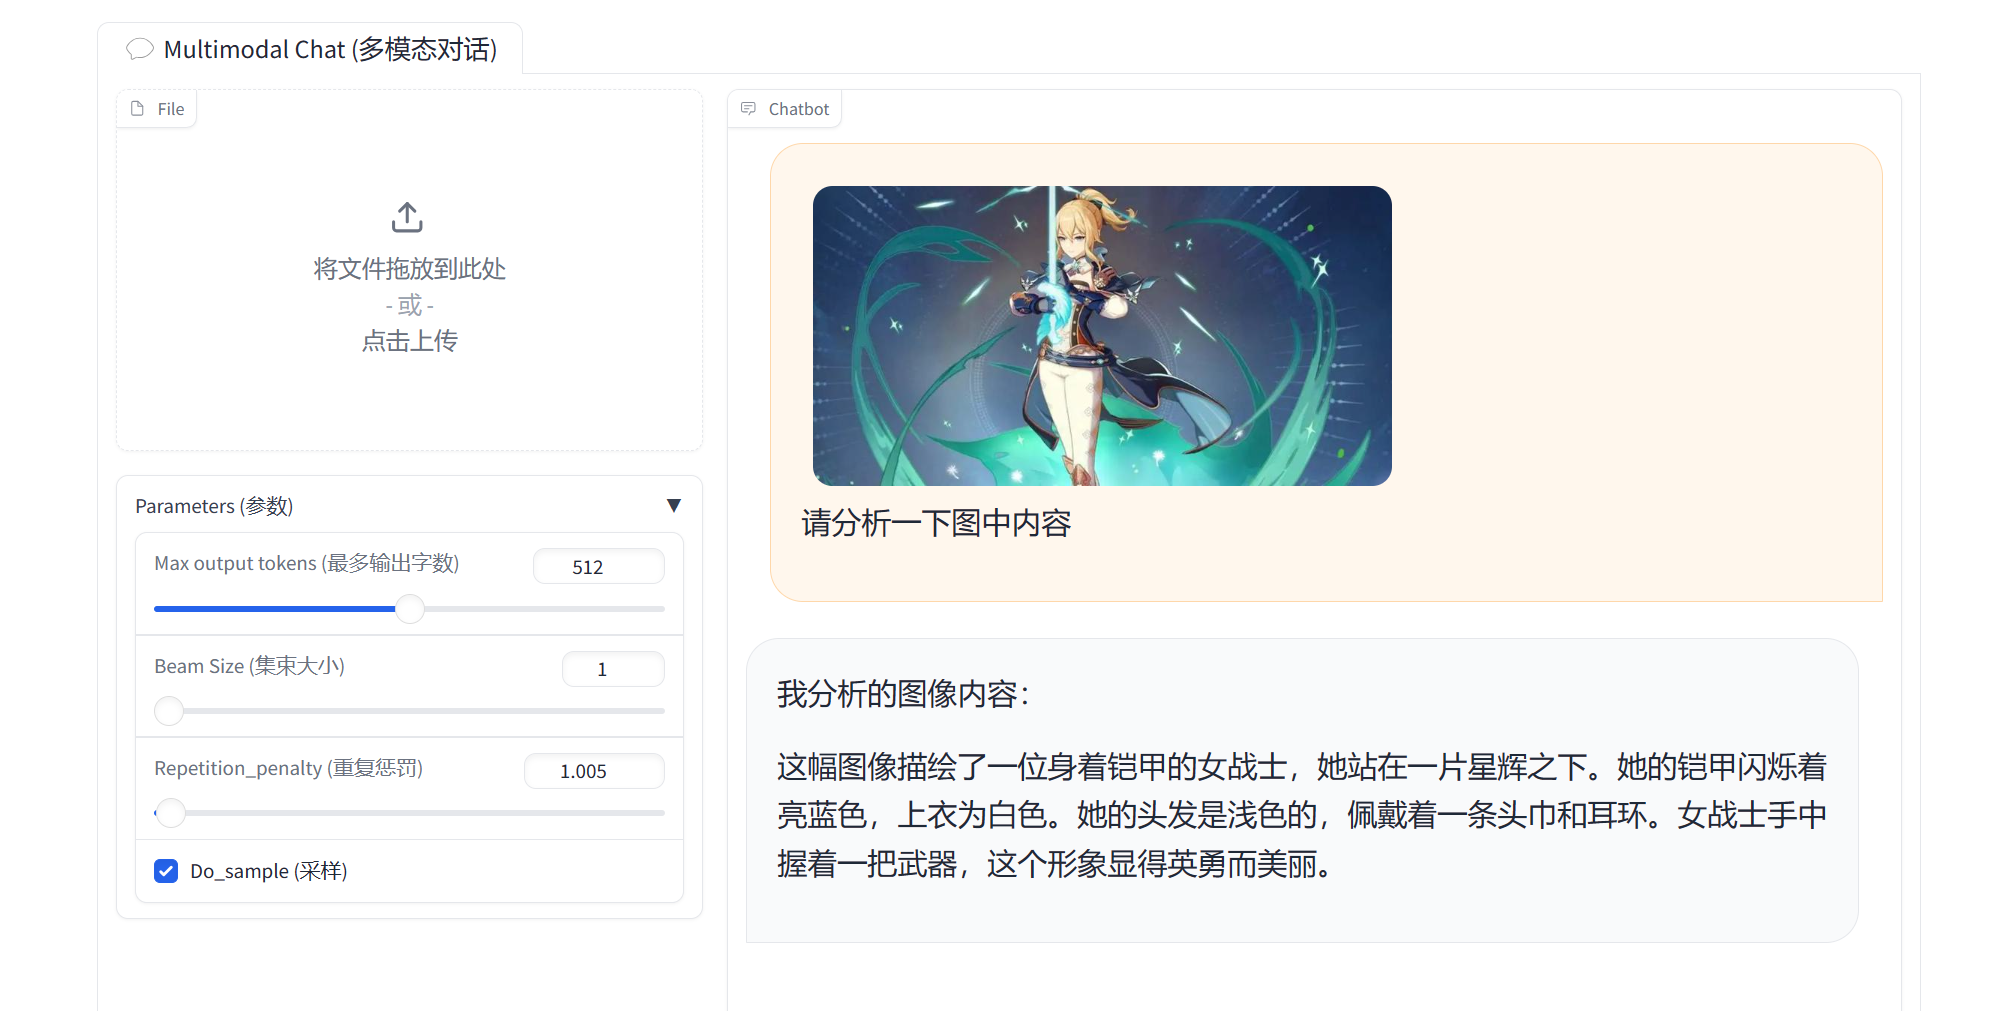 Multimodal Chat (多模态对话)
File
将文件拖放到此处
- 或 -
点击上传
Parameters (参数)
▼
Max output tokens (最多输出字数)
512
Beam Size (集束大小)
1
Repetition_penalty (重复惩罚)
1.005
Do_sample (采样)
Chatbot
请分析一下图中内容
我分析的图像内容：
这幅图像描绘了一位身着铠甲的女战士，她站在一片星辉之下。她的铠甲闪烁着
亮蓝色，上衣为白色。她的头发是浅色的，佩戴着一条头巾和耳环。女战士手中
握着一把武器，这个形象显得英勇而美丽。